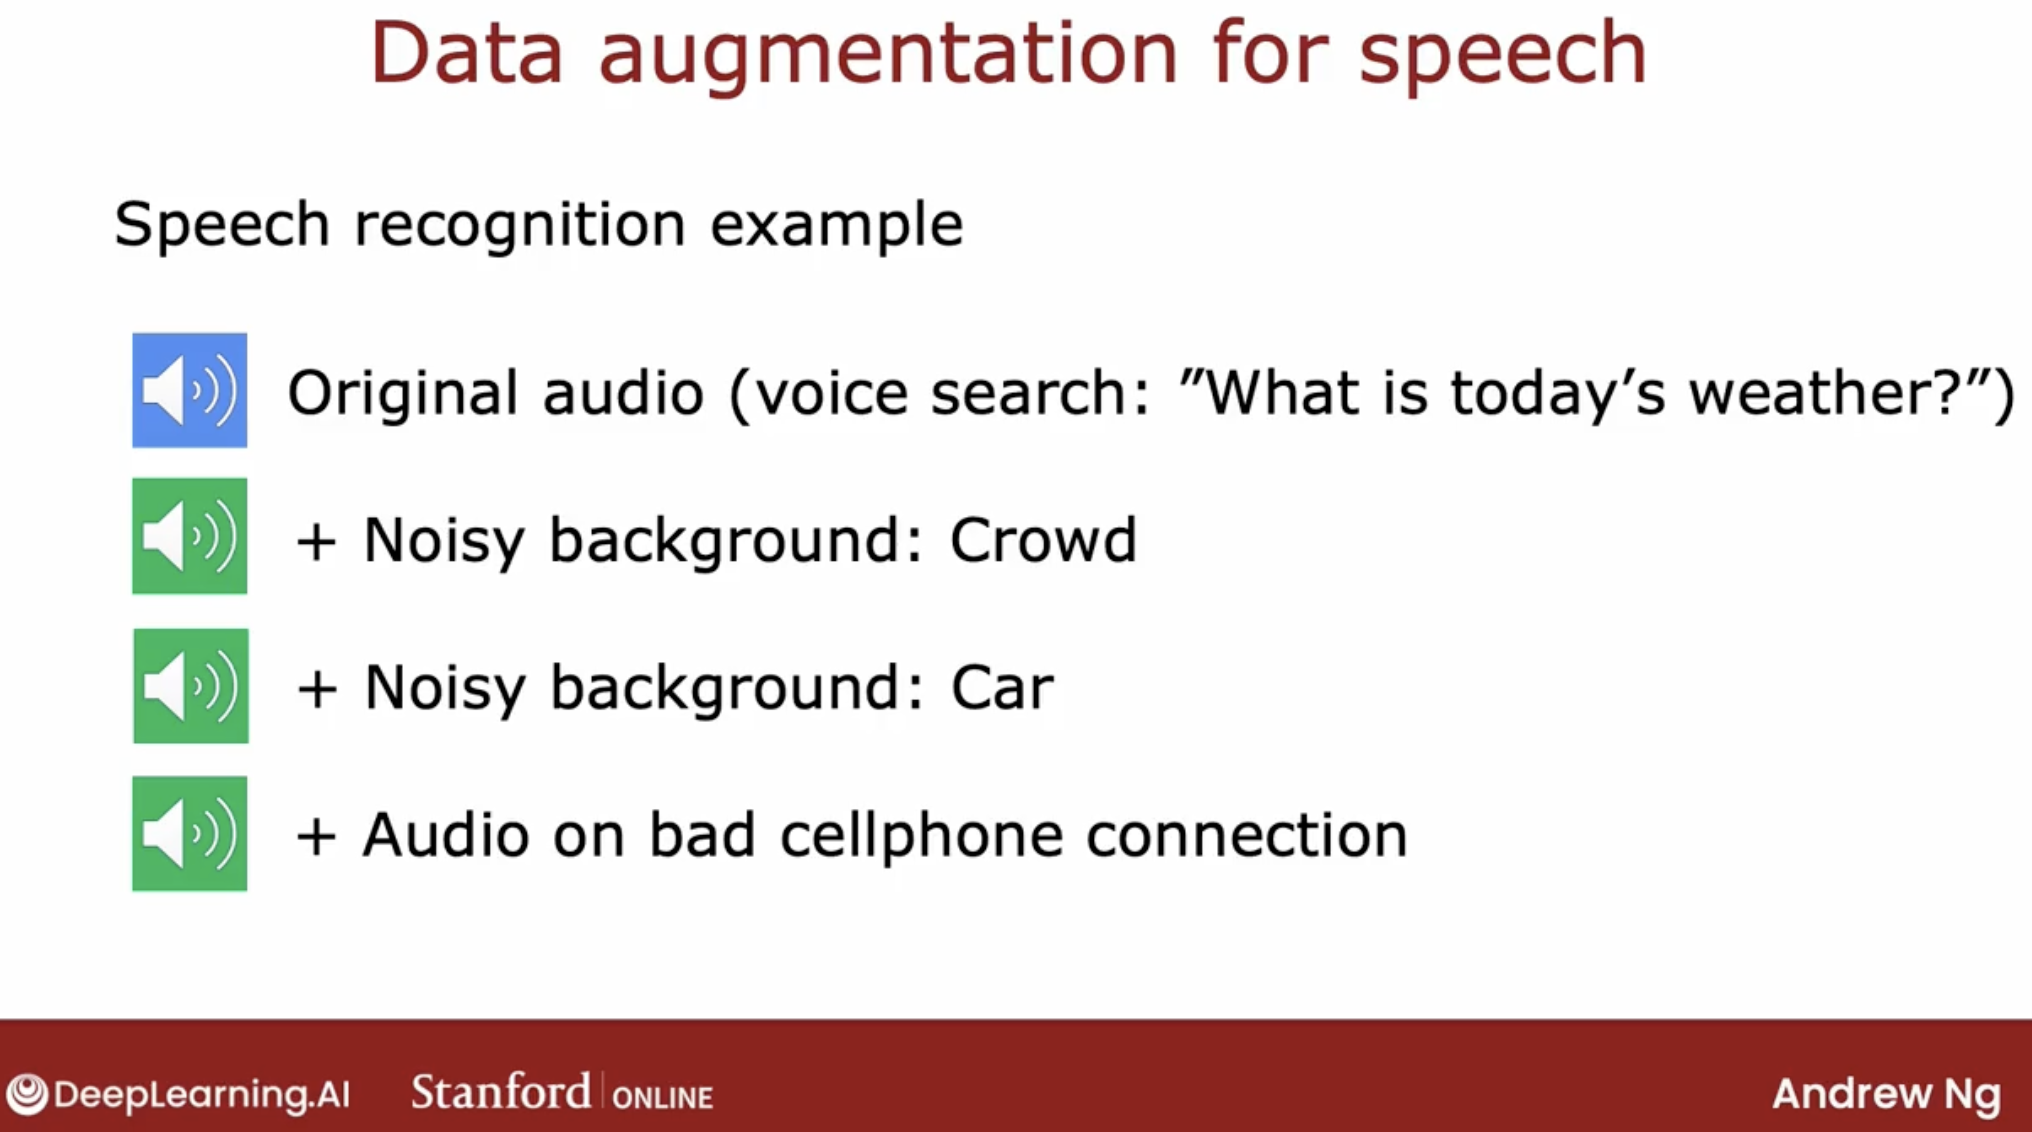 Data augmentation for speech
Speech recognition example
Original audio (voice search: ”What is today’s weather?”)
+ Noisy background: Crowd
+ Noisy background: Car
+ Audio on bad cellphone connection
DeepLearning.AI Stanford ONLINE Andrew Ng